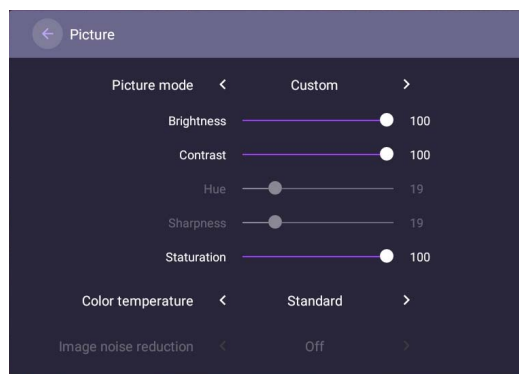 Picture
Picture mode < Custom >
Brightness 100
Contrast 100
Hue 19
Sharpness 19
Staturation 100
Color temperature < Standard >
Image noise reduction < Off >